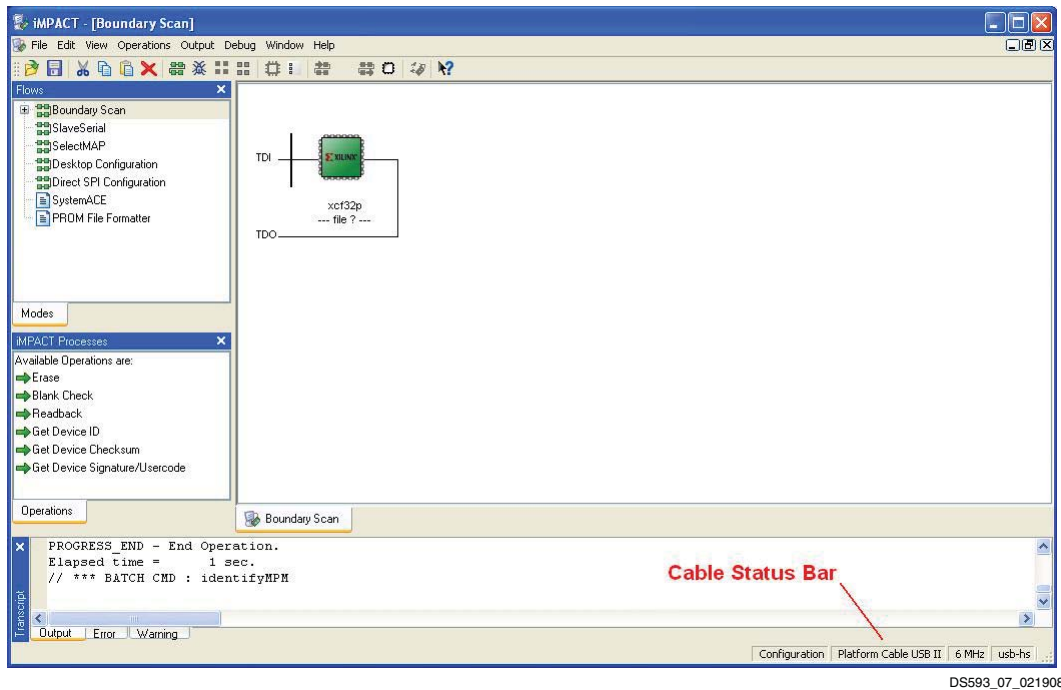 iMPACT - [Boundary Scan]
File Edit View Operations Output Debug Window Help
Flows
Boundary Scan
SlaveSerial
SelectMAP
Desktop Configuration
Direct SPI Configuration
SystemACE
PROM File Formatter
Modes
iMPACT Processes
Available Operations are:
Erase
Blank Check
Readback
Get Device ID
Get Device Checksum
Get Device Signature/Usercode
Operations
TDI
XILINX
xcf32p
--- file ? ---
TDO
Boundary Scan
PROGRESS_END - End Operation.
Elapsed time = 1 sec.
// *** BATCH CMD : identifyMPM
Cable Status Bar
Transcript
Output Error Warning
Configuration Platform Cable USB II 6 MHz usb-hs
DS593_07_021908